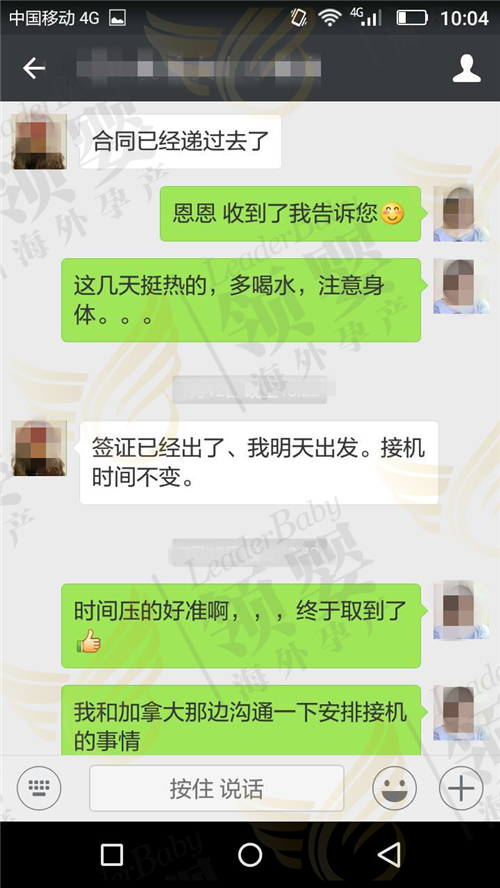 中国移动 4G
4G
10:04
合同已经递过去了
恩恩 收到了我告诉您😊
这几天挺热的，多喝水，注意身
体。。。
签证已经出了、我明天出发。接机
时间不变。
时间压的好准啊，，，终于取到了
👍
我和加拿大那边沟通一下安排接机
的事情
按住 说话
LeaderBaby
领婴
海外孕产